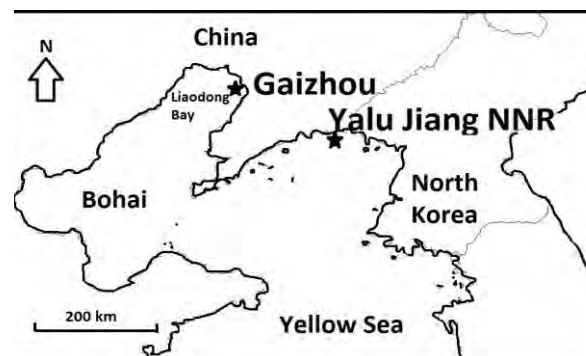 China
N
Gaizhou
Liaodong
Bay
Yalu Jiang NNR
Bohai
North
Korea
200 km
Yellow Sea